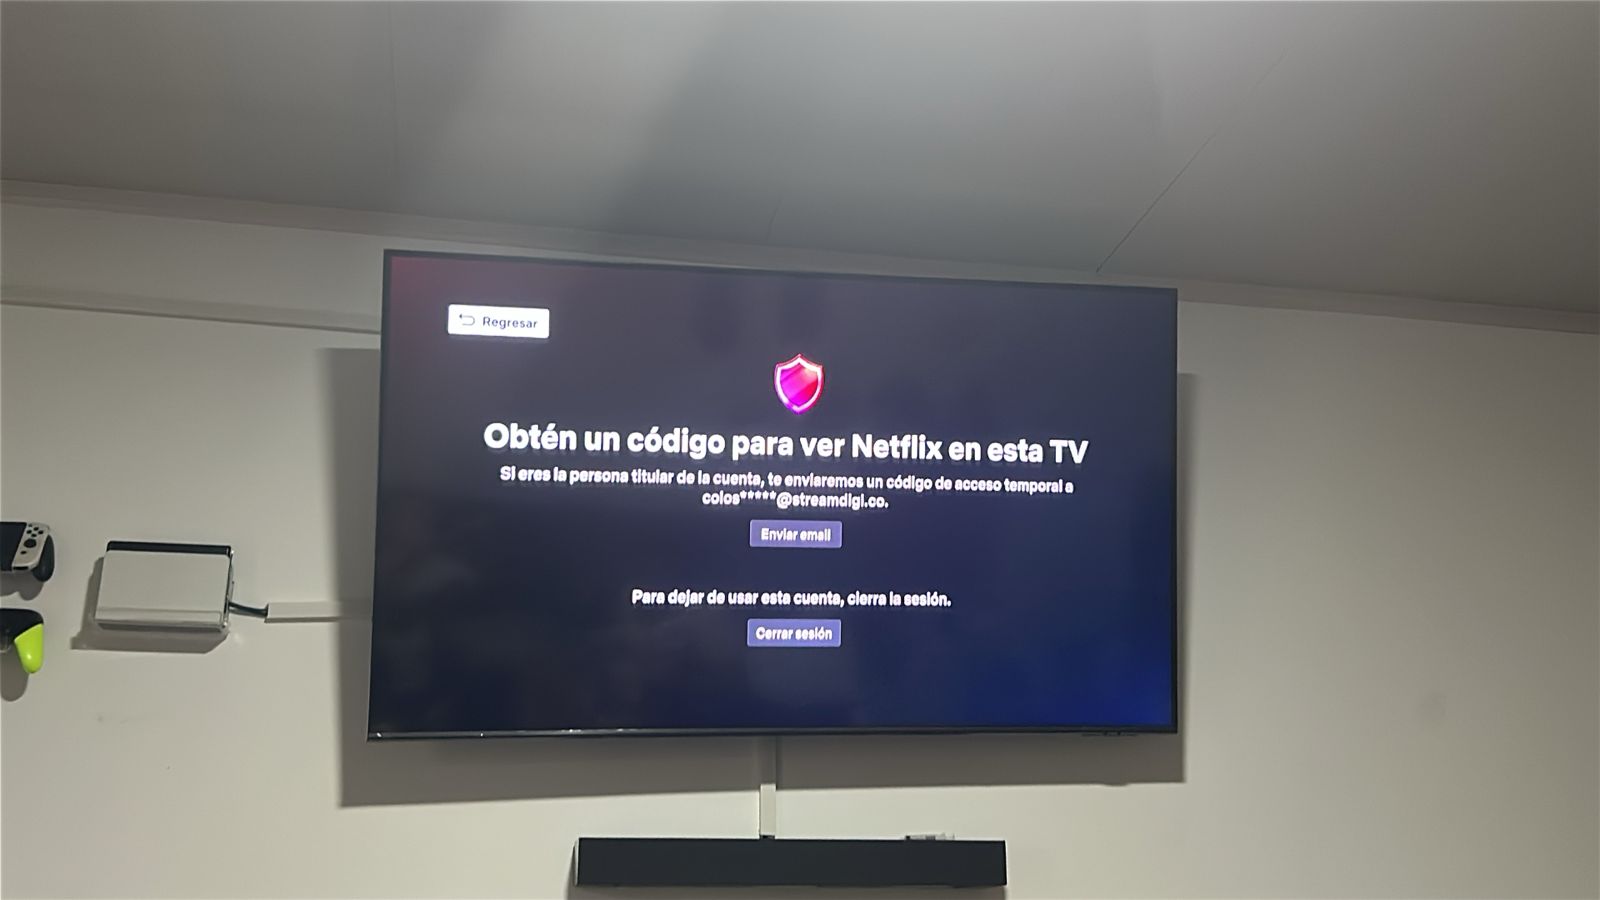 Regresar
Obtén un código para ver Netflix en esta TV
Si eres la persona titular de la cuenta, te enviaremos un código de acceso temporal a
colos*****@streamdigi.co.
Enviar email
Para dejar de usar esta cuenta, cierra la sesión.
Cerrar sesión